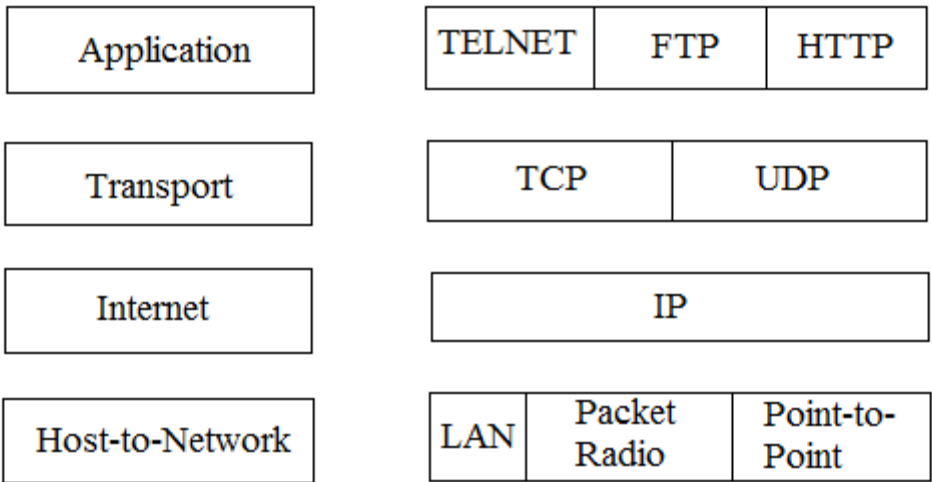 Application TELNET FTP HTTP
Transport TCP UDP
Internet IP
Host-to-Network LAN Packet Radio Point-to-Point